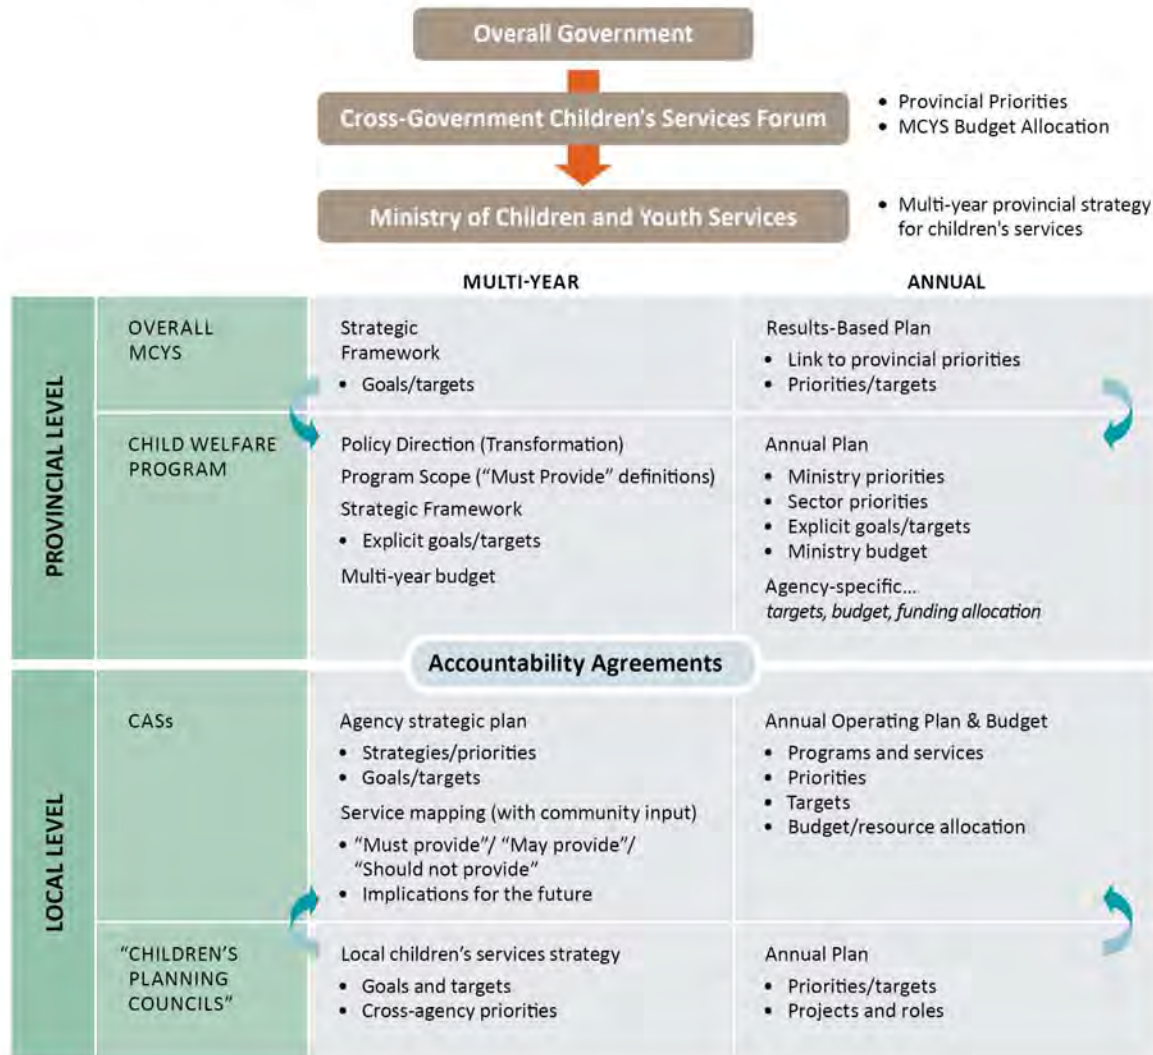 Overall Government
Cross-Government Children's Services Forum
• Provincial Priorities
• MCYS Budget Allocation
Ministry of Children and Youth Services
• Multi-year provincial strategy
for children's services
MULTI-YEAR
ANNUAL
PROVINCIAL LEVEL
OVERALL
MCYS
Strategic
Framework
• Goals/targets
Results-Based Plan
• Link to provincial priorities
• Priorities/targets
CHILD WELFARE
PROGRAM
Policy Direction (Transformation)
Program Scope (“Must Provide” definitions)
Strategic Framework
• Explicit goals/targets
Multi-year budget
Annual Plan
• Ministry priorities
• Sector priorities
• Explicit goals/targets
• Ministry budget
Agency-specific...
targets, budget, funding allocation
Accountability Agreements
LOCAL LEVEL
CASs
Agency strategic plan
• Strategies/priorities
• Goals/targets
Service mapping (with community input)
• “Must provide”/ “May provide”/
“Should not provide”
• Implications for the future
Annual Operating Plan & Budget
• Programs and services
• Priorities
• Targets
• Budget/resource allocation
“CHILDREN’S
PLANNING
COUNCILS”
Local children’s services strategy
• Goals and targets
• Cross-agency priorities
Annual Plan
• Priorities/targets
• Projects and roles